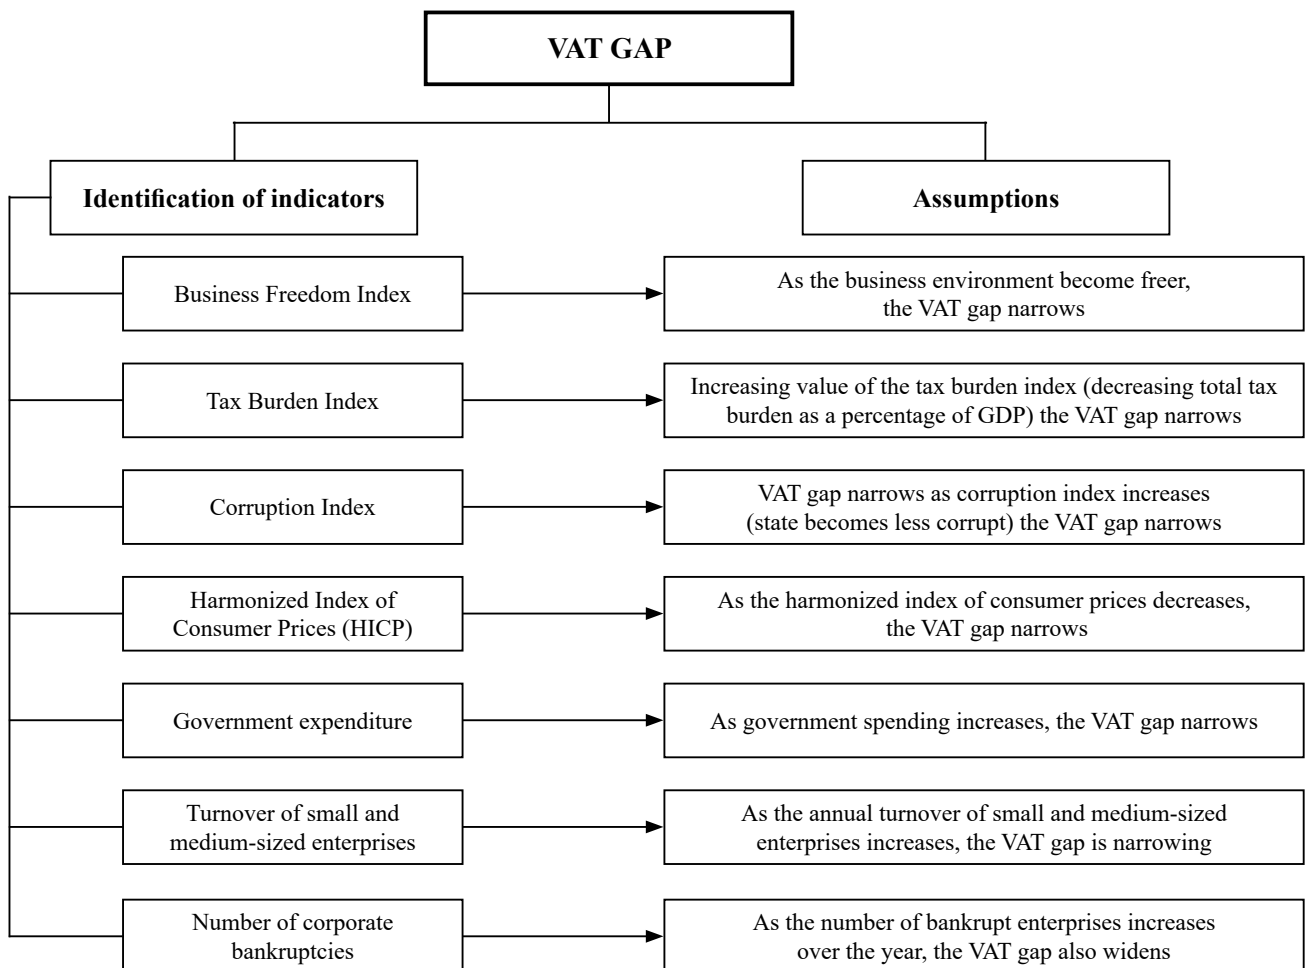 VAT GAP
Identification of indicators
Assumptions
Business Freedom Index
As the business environment become freer,
the VAT gap narrows
Tax Burden Index
Increasing value of the tax burden index (decreasing total tax
burden as a percentage of GDP) the VAT gap narrows
Corruption Index
VAT gap narrows as corruption index increases
(state becomes less corrupt) the VAT gap narrows
Harmonized Index of
Consumer Prices (HICP)
As the harmonized index of consumer prices decreases,
the VAT gap narrows
Government expenditure
As government spending increases, the VAT gap narrows
Turnover of small and
medium-sized enterprises
As the annual turnover of small and medium-sized
enterprises increases, the VAT gap is narrowing
Number of corporate
bankruptcies
As the number of bankrupt enterprises increases
over the year, the VAT gap also widens